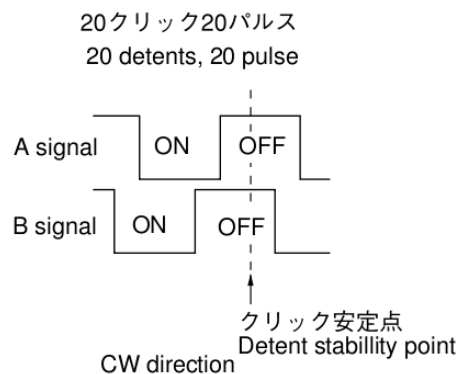 20クリック20パルス
20 detents, 20 pulse
A signal
ON
OFF
B signal
ON
OFF
クリック安定点
Detent stabillity point
CW direction